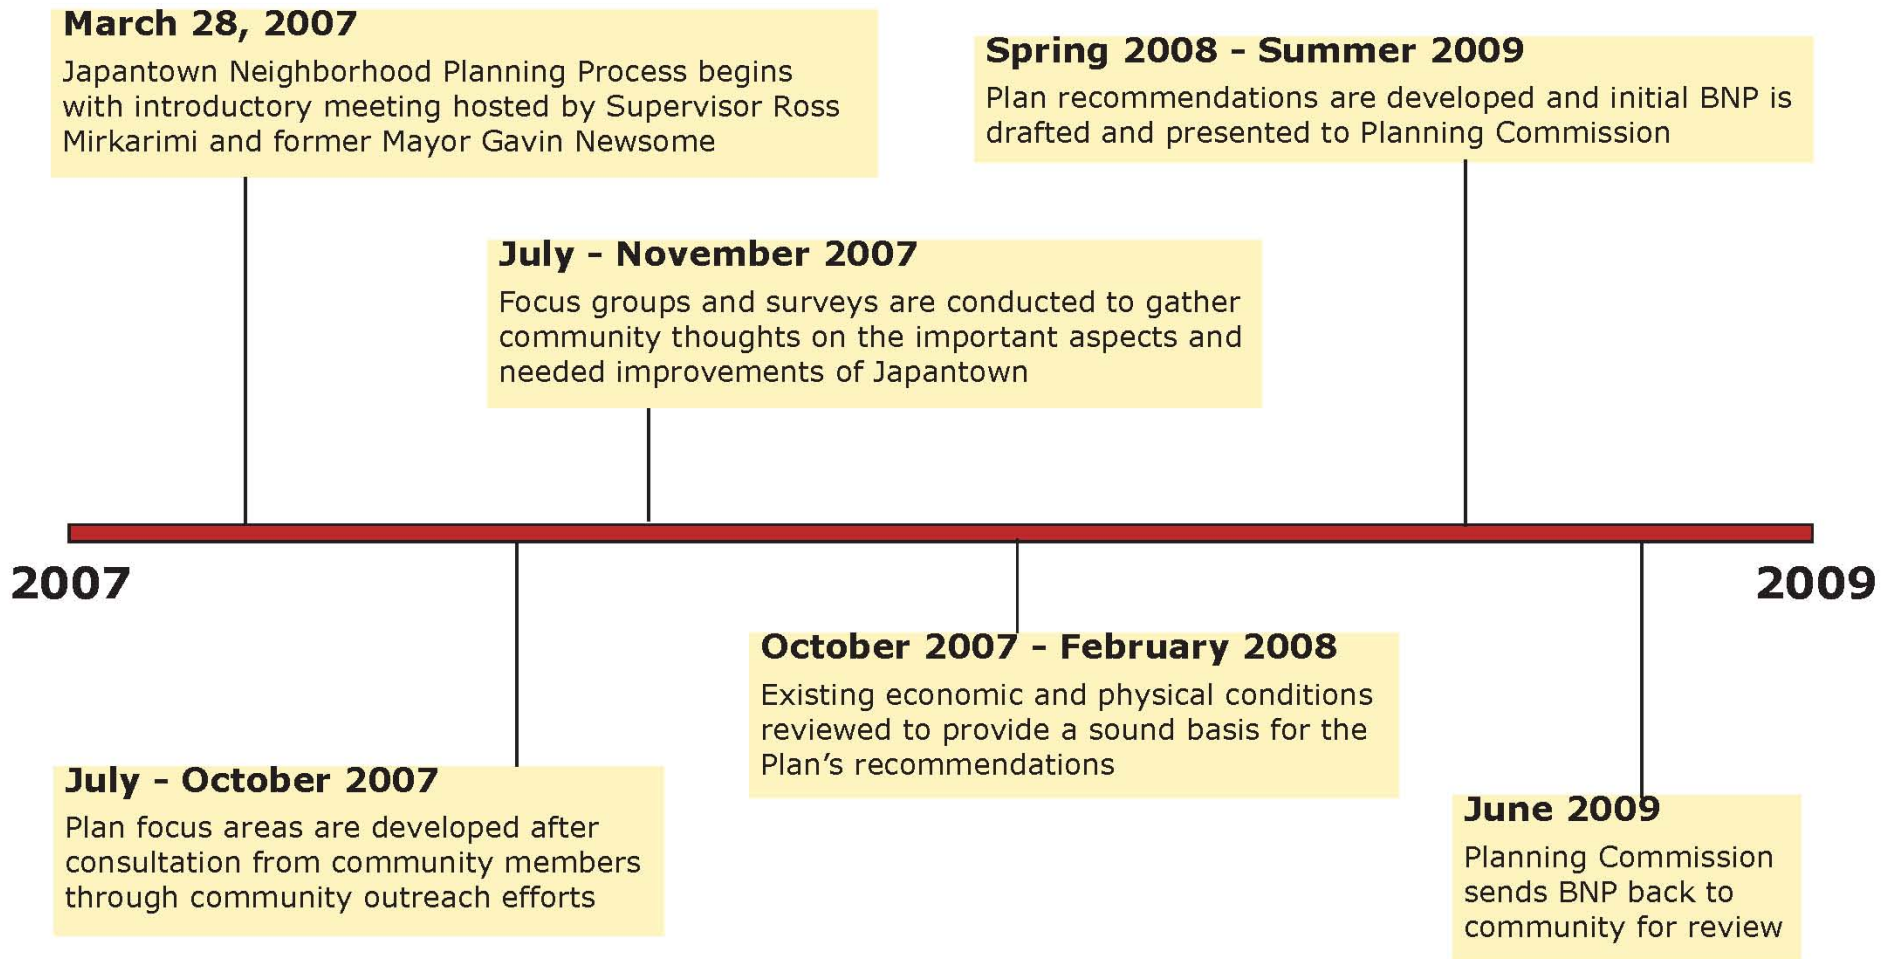 March 28, 2007
Japantown Neighborhood Planning Process begins
with introductory meeting hosted by Supervisor Ross
Mirkarimi and former Mayor Gavin Newsome
Spring 2008 - Summer 2009
Plan recommendations are developed and initial BNP is
drafted and presented to Planning Commission
July - November 2007
Focus groups and surveys are conducted to gather
community thoughts on the important aspects and
needed improvements of Japantown
2007
2009
October 2007 - February 2008
Existing economic and physical conditions
reviewed to provide a sound basis for the
Plan’s recommendations
July - October 2007
Plan focus areas are developed after
consultation from community members
through community outreach efforts
June 2009
Planning Commission
sends BNP back to
community for review